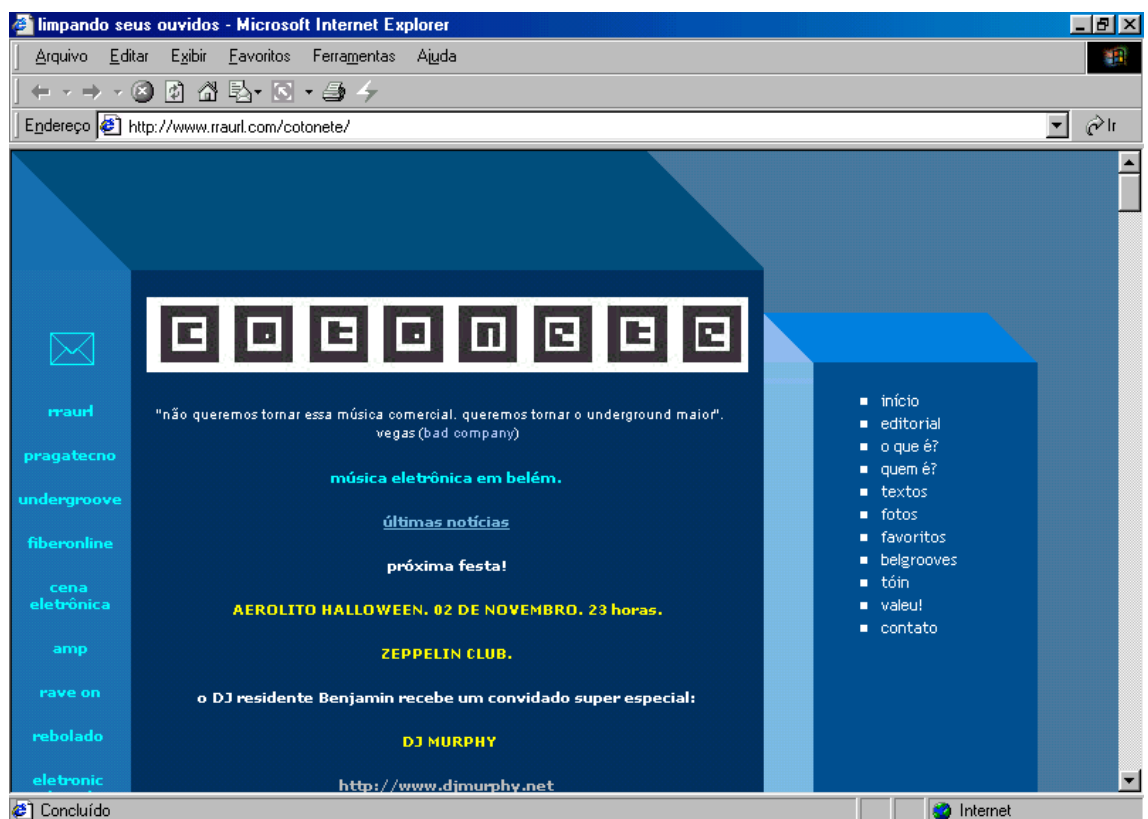 limpando seus ouvidos - Microsoft Internet Explorer
Arquivo Editar Exibir Favoritos Ferramentas Ajuda
Endereço http://www.rraurl.com/cotonete/ Ir
cotonete
rraurl
pragatecno
undergroove
fiberonline
cena
eletrônica
amp
rave on
rebolado
eletronic
"não queremos tornar essa música comercial. queremos tornar o underground maior".
vegas (bad company)
música eletrônica em belém.
últimas notícias
próxima festa!
AEROLITO HALLOWEEN. 02 DE NOVEMBRO. 23 horas.
ZEPPELIN CLUB.
o DJ residente Benjamin recebe um convidado super especial:
DJ MURPHY
http://www.djmurphy.net
início
editorial
o que é?
quem é?
textos
fotos
favoritos
belgrooves
tóin
valeu!
contato
Concluído Internet